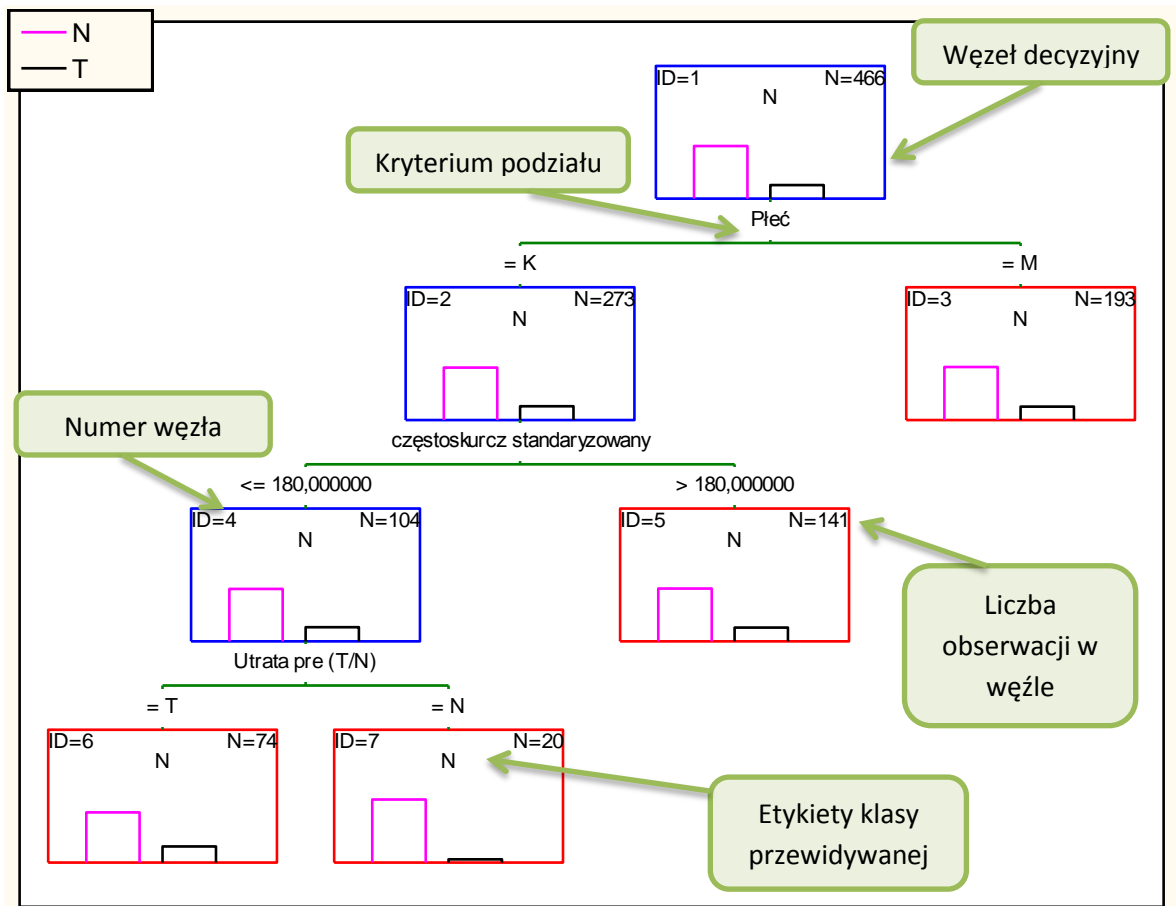 N
T
Węzeł decyzyjny
ID=1 N=466
N
Kryterium podziału
Płeć
= K = M
ID=2 N=273
N
ID=3 N=193
N
Numer węzła
częstoskurcz standaryzowany
<= 180,000000 > 180,000000
ID=4 N=104
N
ID=5 N=141
N
Liczba
obserwacji w
węźle
Utrata pre (T/N)
= T = N
ID=6 N=74
N
ID=7 N=20
N
Etykiety klasy
przewidywanej